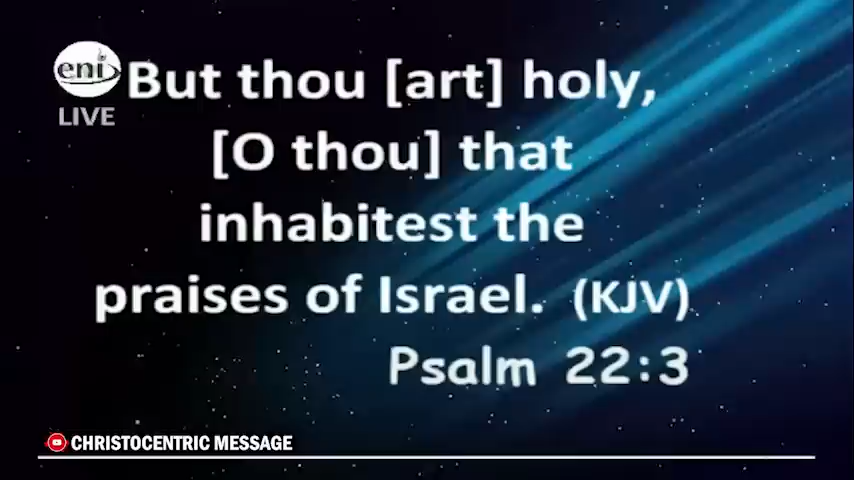 eni
LIVE
But thou [art] holy,
[O thou] that
inhabitest the
praises of Israel. (KJV)
Psalm 22:3
CHRISTOCENTRIC MESSAGE